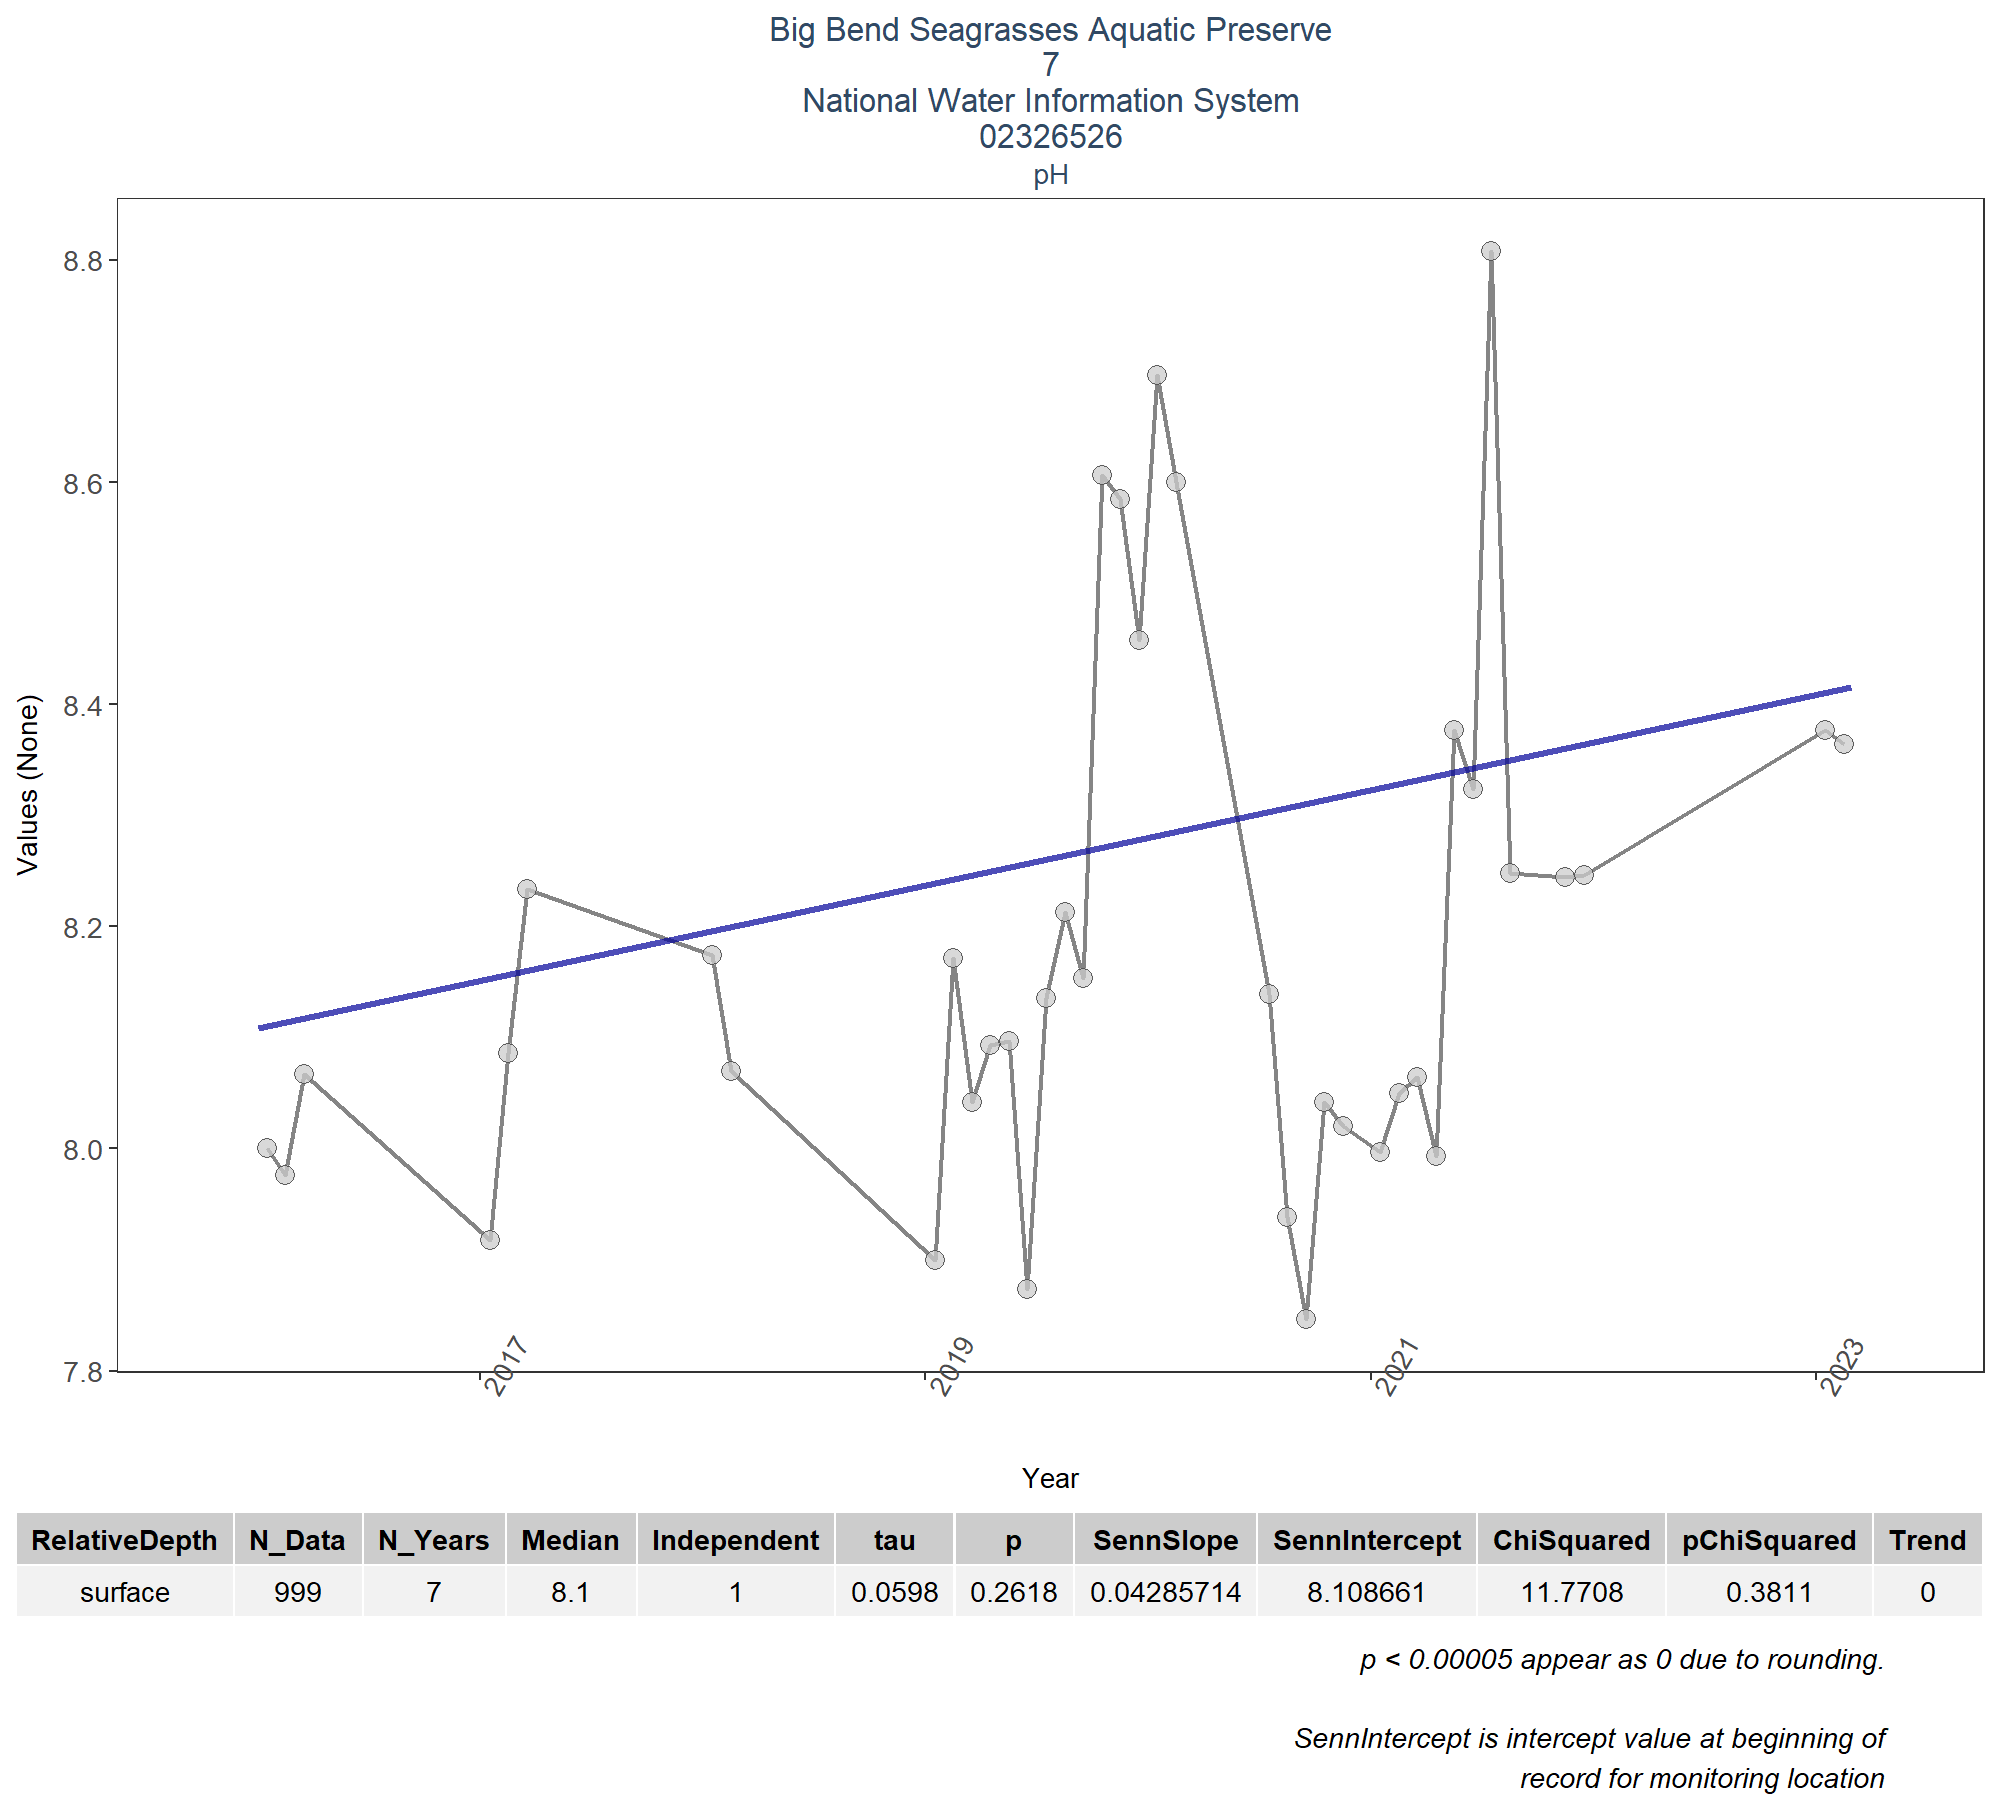 Big Bend Seagrasses Aquatic Preserve
7
National Water Information System
02326526
pH
8.8
8.6
8.4
8.2
8.0
7.8
Values (None)
2017 2019 2021 2023
Year
RelativeDepth N_Data N_Years Median Independent tau p SennSlope SennIntercept ChiSquared pChiSquared Trend
surface 999 7 8.1 1 0.0598 0.2618 0.04285714 8.108661 11.7708 0.3811 0
p < 0.00005 appear as 0 due to rounding.
SennIntercept is intercept value at beginning of
record for monitoring location